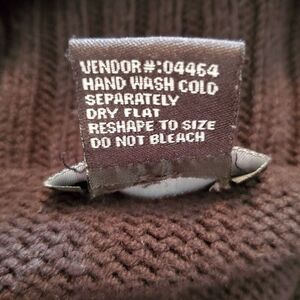 VENDOR#:04464
HAND WASH COLD
SEPARATELY
DRY FLAT
RESHAPE TO SIZE
DO NOT BLEACH